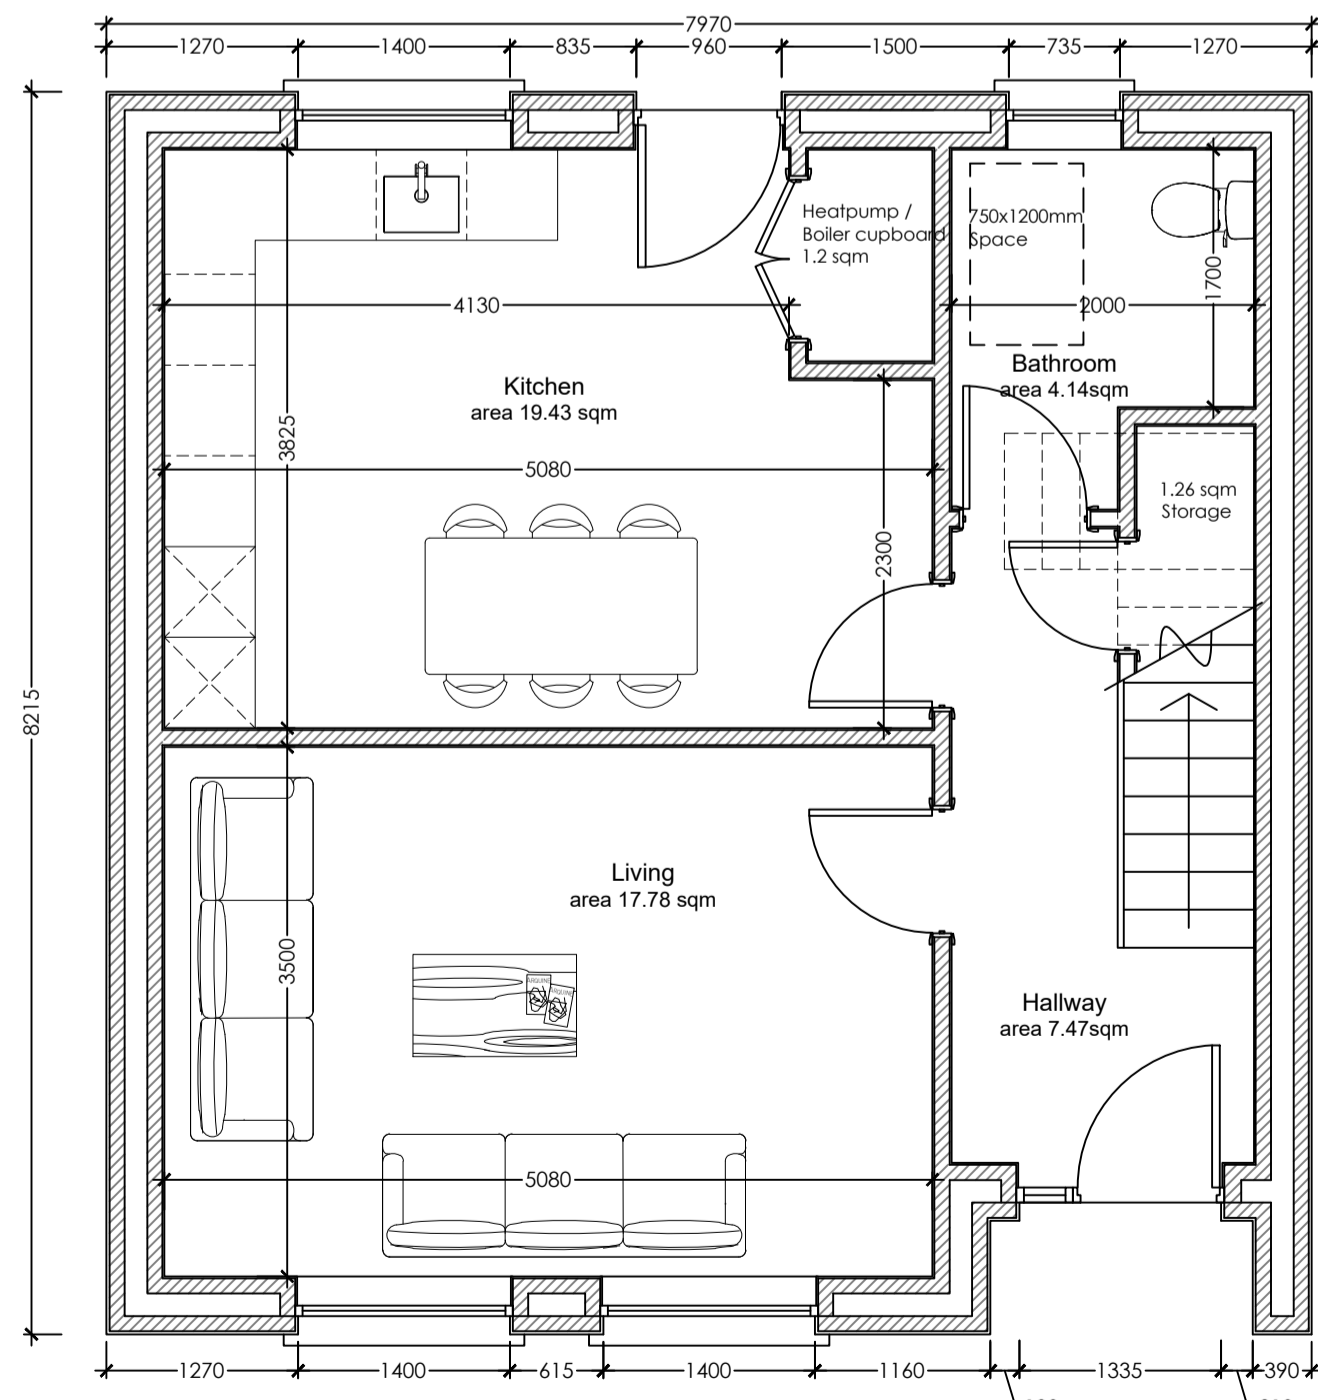 7970
1270
1400
835
960
1500
735
1270
Heatpump /
Boiler cupboard
1.2 sqm
750x1200mm
Space
1700
4130
2000
Kitchen
area 19.43 sqm
Bathroom
area 4.14sqm
3825
5080
1.26 sqm
Storage
2300
8215
Living
area 17.78 sqm
3500
ARQUINE
ARQUINE
Hallway
area 7.47sqm
5080
1270
1400
615
1400
1160
1335
390